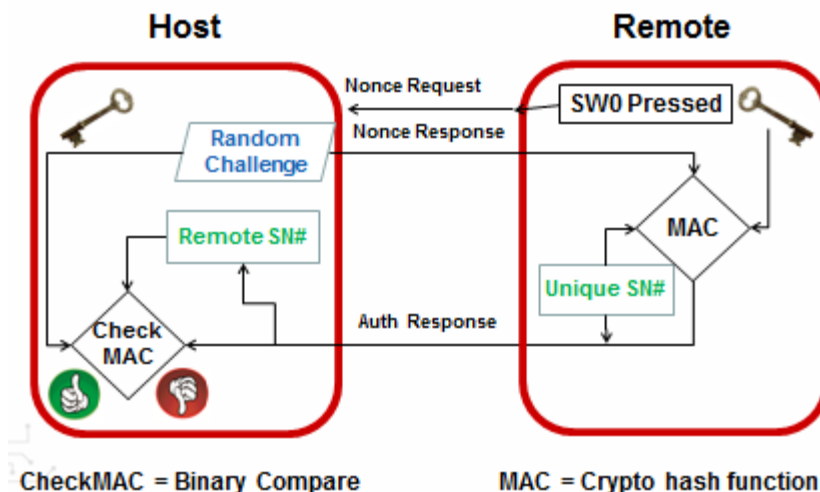 Host
Remote
Nonce Request
SW0 Pressed
Nonce Response
Random
Challenge
MAC
Remote SN#
Unique SN#
Auth Response
Check
MAC
CheckMAC = Binary Compare
MAC = Crypto hash function